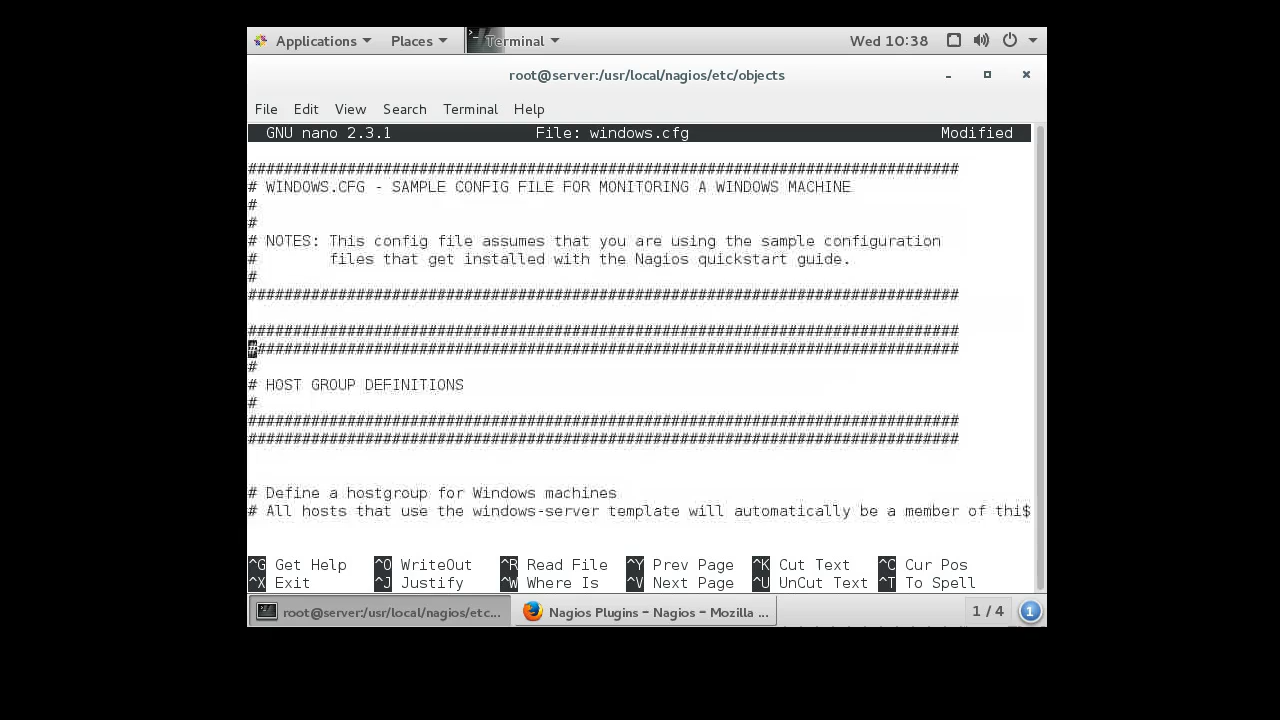 Applications Places Terminal Wed 10:38
root@server:/usr/local/nagios/etc/objects
File Edit View Search Terminal Help
GNU nano 2.3.1 File: windows.cfg Modified
###############################################################################
# WINDOWS.CFG - SAMPLE CONFIG FILE FOR MONITORING A WINDOWS MACHINE
#
#
# NOTES: This config file assumes that you are using the sample configuration
#        files that get installed with the Nagios quickstart guide.
#
###############################################################################
###############################################################################
###############################################################################
#
# HOST GROUP DEFINITIONS
#
###############################################################################
###############################################################################
# Define a hostgroup for Windows machines
# All hosts that use the windows-server template will automatically be a member of thi$
^G Get Help ^O WriteOut ^R Read File ^Y Prev Page ^K Cut Text ^C Cur Pos
^X Exit ^J Justify ^W Where Is ^V Next Page ^U UnCut Text ^T To Spell
root@server:/usr/local/nagios/etc... Nagios Plugins - Nagios - Mozilla ... 1 / 4 1